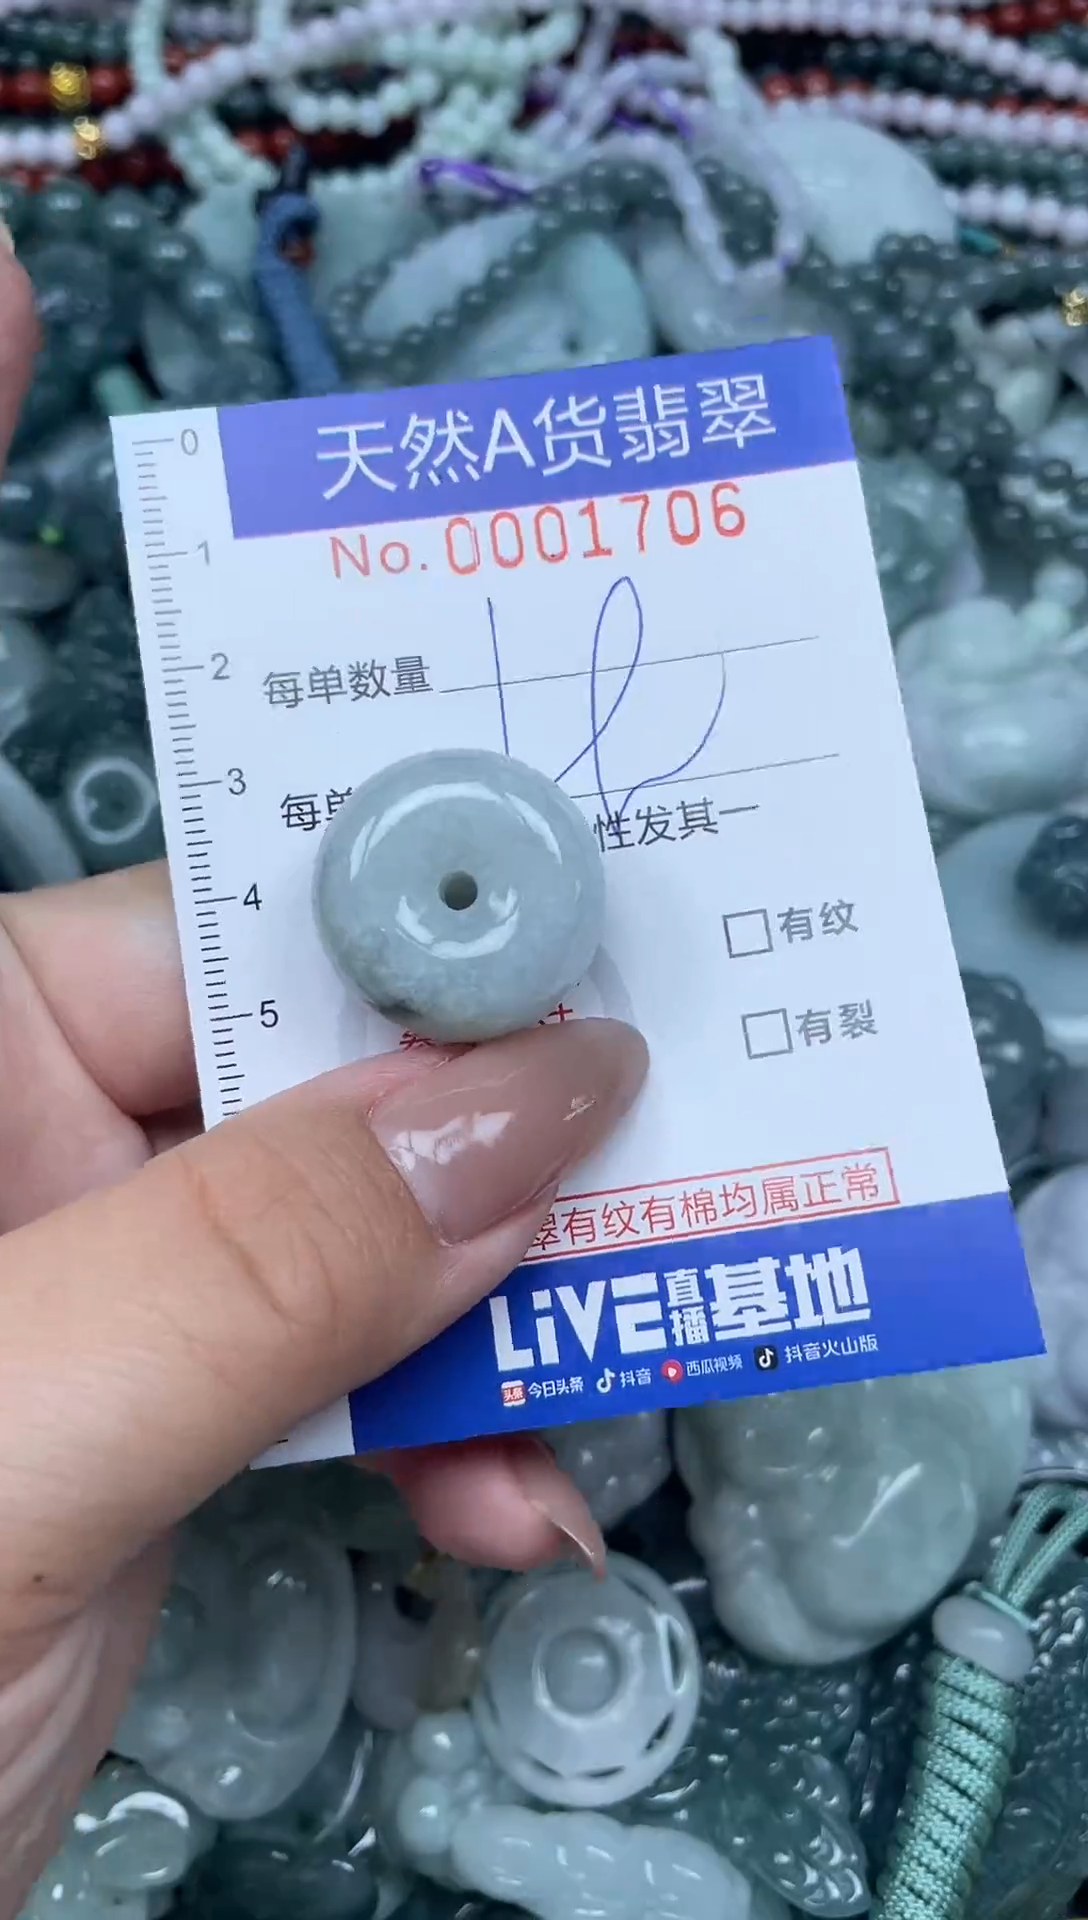 天然A货翡翠
No.0001706
0
1
2
3
4
5
每单数量
每单
性发其一
有纹
有裂
翠有纹有棉均属正常
LiVE直播基地
头条 今日头条 抖音 西瓜视频 抖音火山版